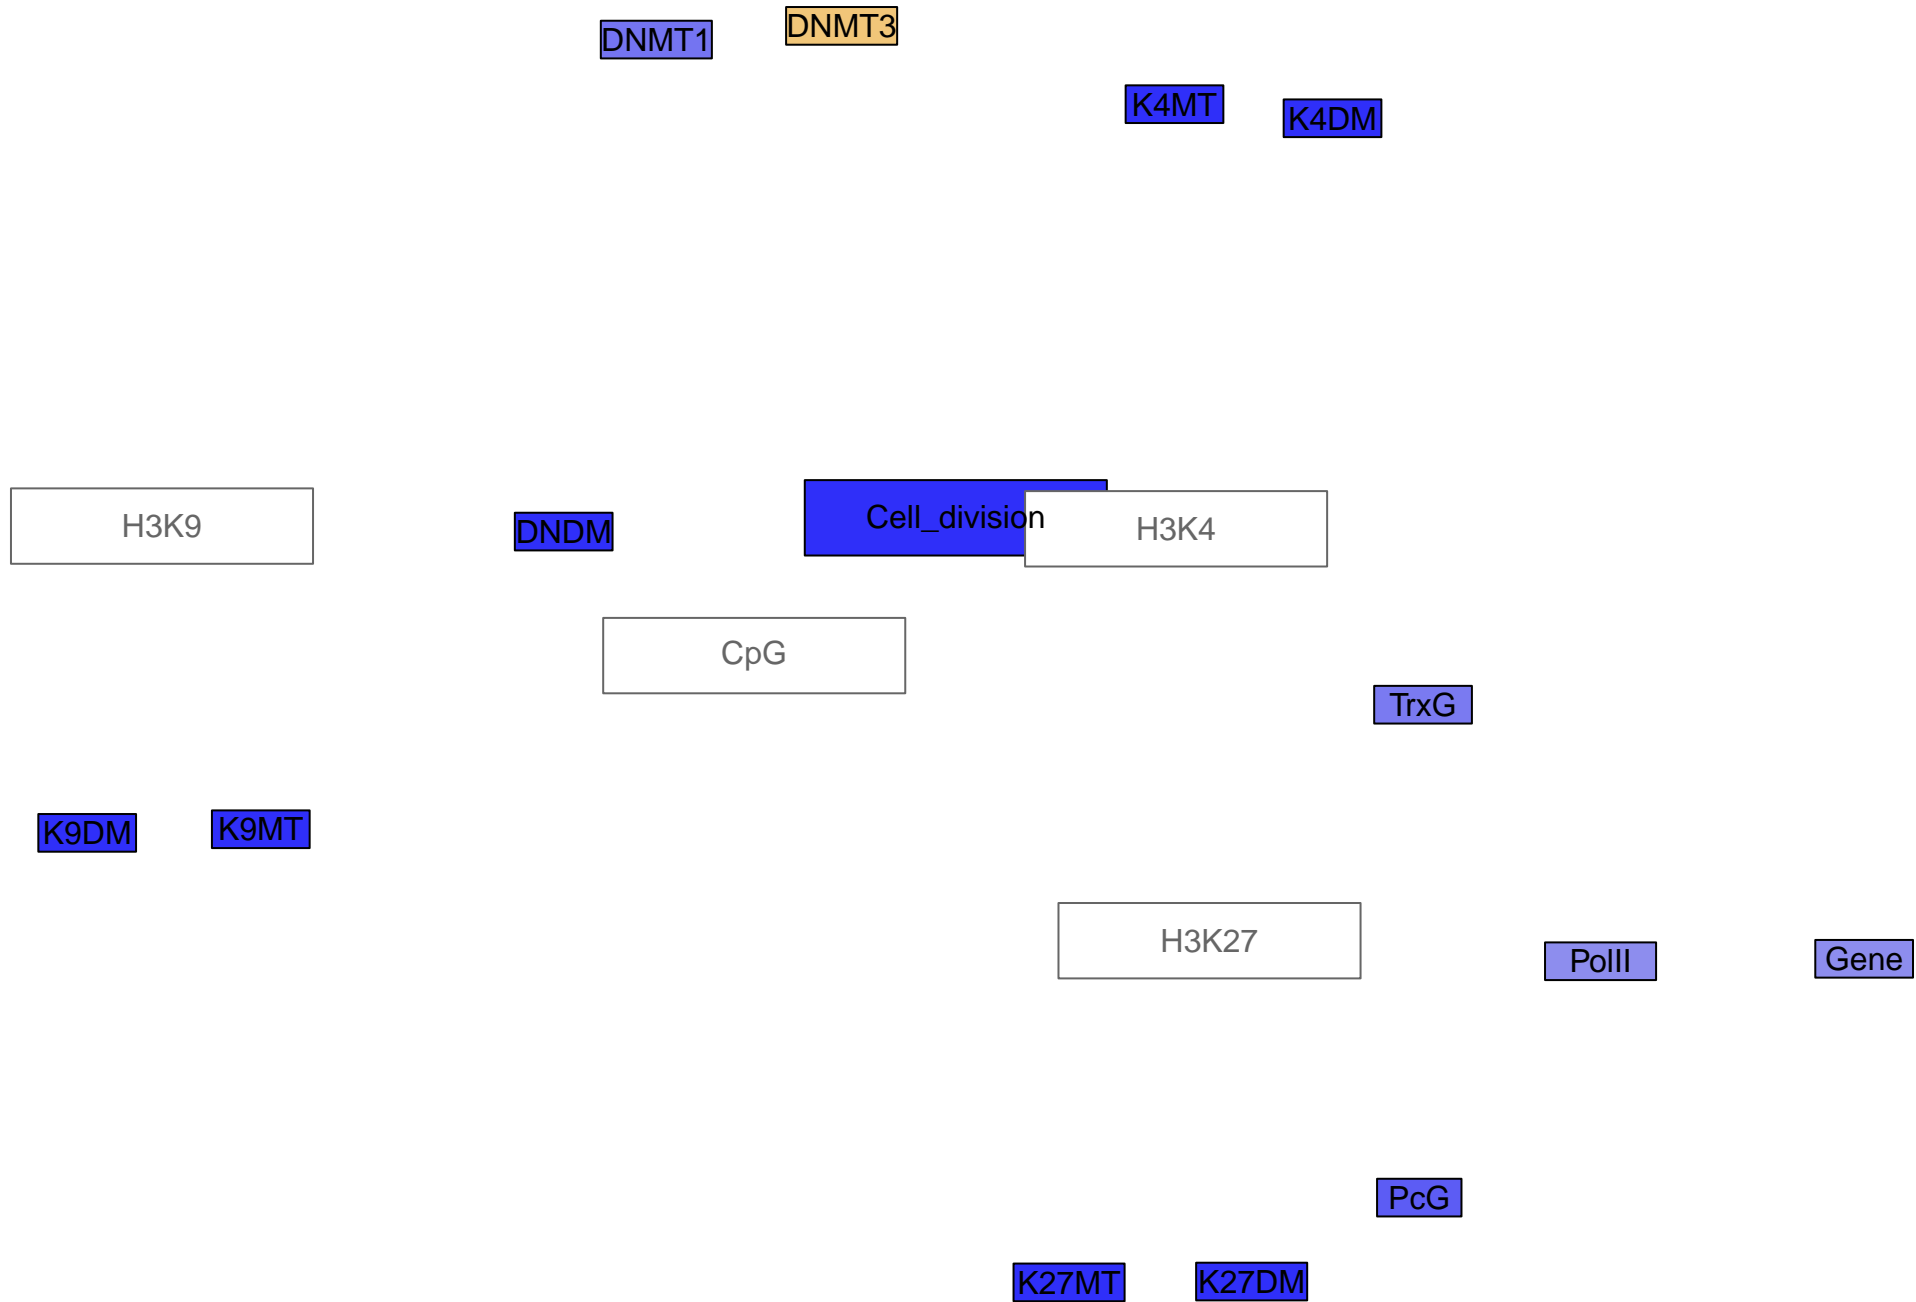 DNMT1
DNMT3
K4MT
K4DM
H3K9
DNDM
Cell_division
H3K4
CpG
TrxG
K9DM
K9MT
H3K27
PolII
Gene
PcG
K27MT
K27DM